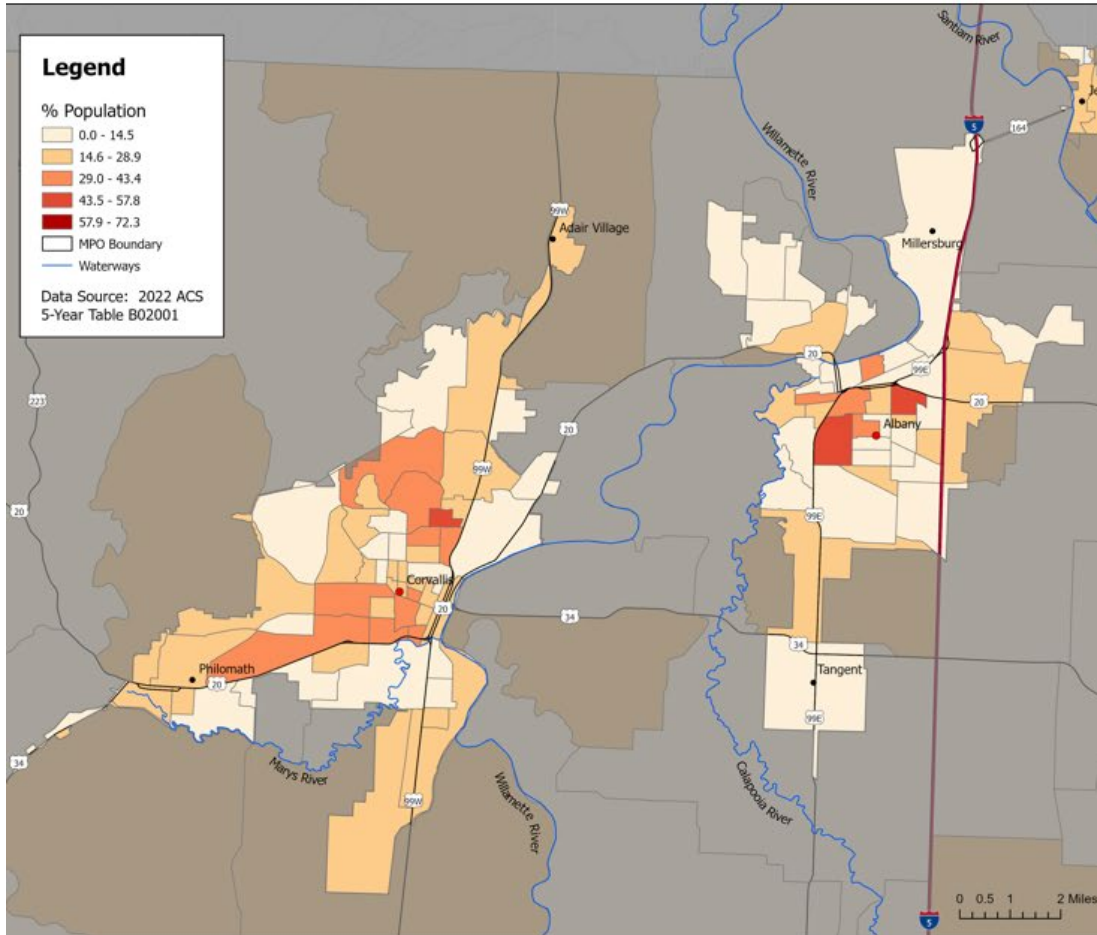 Legend
% Population
0.0 - 14.5
14.6 - 28.9
29.0 - 43.4
43.5 - 57.8
57.9 - 72.3
MPO Boundary
Waterways
Data Source: 2022 ACS
5-Year Table B02001
Santiam River
Je
5
164
Willamette River
99W
Adair Village
Millersburg
223
20
99E
20
20
20
Albany
99W
99E
20
Corvallis
20
34
34
Philomath
20
Tangent
99E
34
Marys River
99W
Willamette River
Calapooia River
0 0.5 1 2 Miles
5